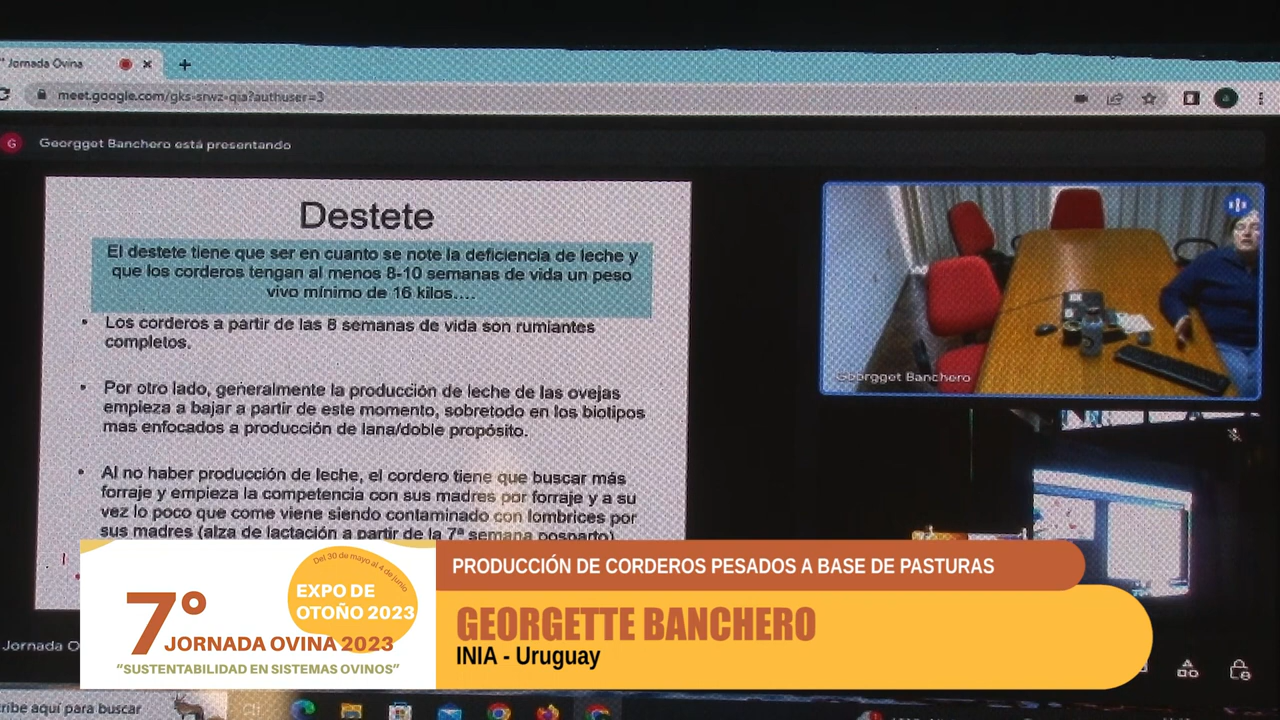 Jornada Ovina
meet.google.com/gks-srwz-qia?authuser=3
G
Georgget Banchero está presentando
Destete
El destete tiene que ser en cuanto se note la deficiencia de leche y
que los corderos tengan al menos 8-10 semanas de vida un peso
vivo mínimo de 16 kilos....
• Los corderos a partir de las 8 semanas de vida son rumiantes
completos.
• Por otro lado, generalmente la producción de leche de las ovejas
empieza a bajar a partir de este momento, sobretodo en los biotipos
mas enfocados a producción de lana/doble propósito.
• Al no haber producción de leche, el cordero tiene que buscar más
forraje y empieza la competencia con sus madres por forraje y a su
vez lo poco que come viene siendo contaminado con lombrices por
sus madres (alza de lactación a partir de la 7ª semana posparto)
Georgget Banchero
Del 30 de mayo al 4 de junio
EXPO DE
OTOÑO 2023
7º
JORNADA OVINA 2023
“SUSTENTABILIDAD EN SISTEMAS OVINOS”
PRODUCCIÓN DE CORDEROS PESADOS A BASE DE PASTURAS
GEORGETTE BANCHERO
INIA - Uruguay
Jornada O
ribe aquí para buscar